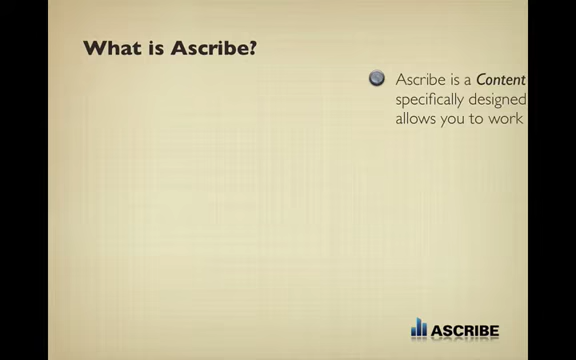 What is Ascribe?
Ascribe is a Content
specifically designed
allows you to work
ASCRIBE